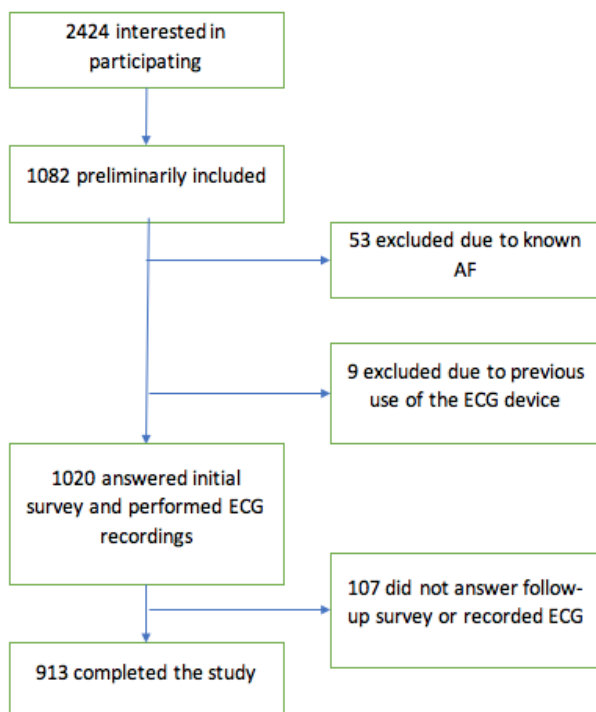 2424 interested in
participating
1082 preliminarily included
53 excluded due to known
AF
9 excluded due to previous
use of the ECG device
1020 answered initial
survey and performed ECG
recordings
107 did not answer follow-
up survey or recorded ECG
913 completed the study